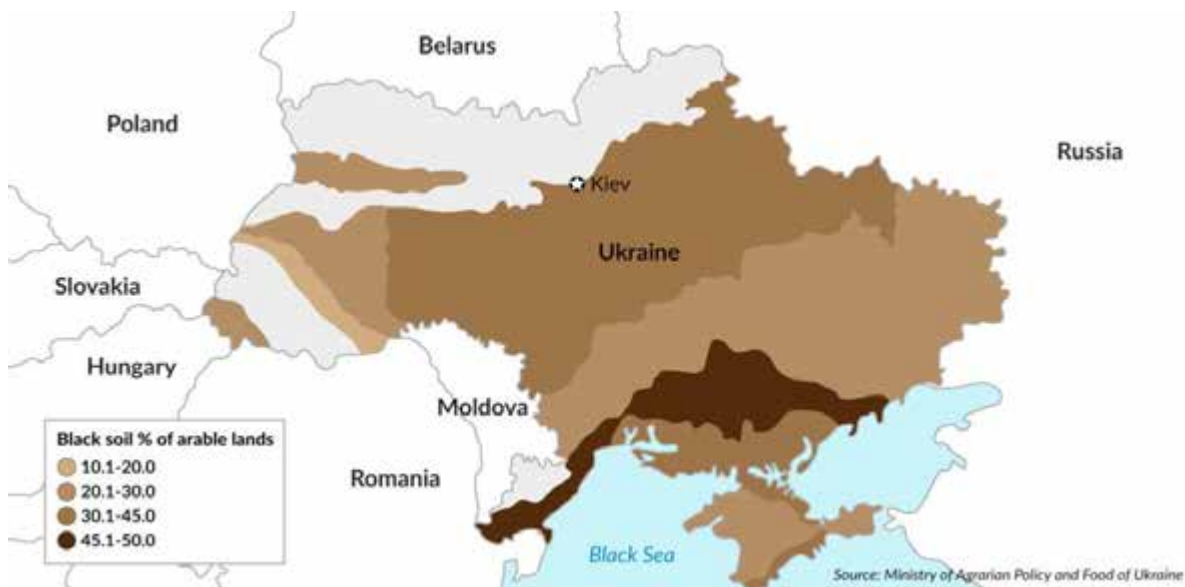 Belarus
Poland
Russia
Kiev
Ukraine
Slovakia
Hungary
Moldova
Romania
Black soil % of arable lands
10.1-20.0
20.1-30.0
30.1-45.0
45.1-50.0
Black Sea
Source: Ministry of Agrarian Policy and Food of Ukraine